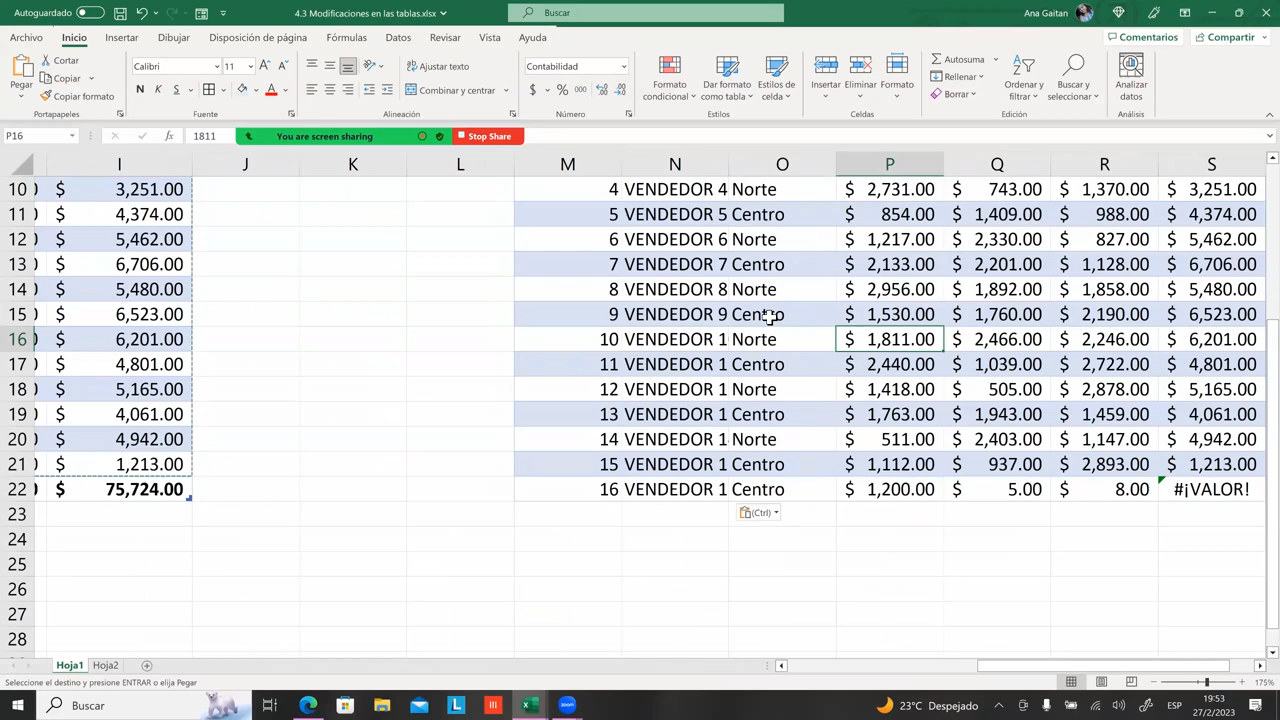 Autoguardado
4.3 Modificaciones en las tablas.xlsx
Buscar
Ana Gaitan
Archivo Inicio Insertar Dibujar Disposición de página Fórmulas Datos Revisar Vista Ayuda
Comentarios Compartir
Pegar
Cortar
Copiar
Copiar formato
Portapapeles
Calibri 11
N K S
Fuente
Ajustar texto
Combinar y centrar
Alineación
Contabilidad
$ % 000
Número
Formato condicional
Dar formato como tabla
Estilos de celda
Estilos
Insertar Eliminar Formato
Celdas
Autosuma
Rellenar
Borrar
Ordenar y filtrar
Buscar y seleccionar
Edición
Analizar datos
Análisis
P16 fx 1811
You are screen sharing Stop Share
I J K L M N O P Q R S
10 $ 3,251.00 4 VENDEDOR 4 Norte $ 2,731.00 $ 743.00 $ 1,370.00 $ 3,251.00
11 $ 4,374.00 5 VENDEDOR 5 Centro $ 854.00 $ 1,409.00 $ 988.00 $ 4,374.00
12 $ 5,462.00 6 VENDEDOR 6 Norte $ 1,217.00 $ 2,330.00 $ 827.00 $ 5,462.00
13 $ 6,706.00 7 VENDEDOR 7 Centro $ 2,133.00 $ 2,201.00 $ 1,128.00 $ 6,706.00
14 $ 5,480.00 8 VENDEDOR 8 Norte $ 2,956.00 $ 1,892.00 $ 1,858.00 $ 5,480.00
15 $ 6,523.00 9 VENDEDOR 9 Centro $ 1,530.00 $ 1,760.00 $ 2,190.00 $ 6,523.00
16 $ 6,201.00 10 VENDEDOR 1 Norte $ 1,811.00 $ 2,466.00 $ 2,246.00 $ 6,201.00
17 $ 4,801.00 11 VENDEDOR 1 Centro $ 2,440.00 $ 1,039.00 $ 2,722.00 $ 4,801.00
18 $ 5,165.00 12 VENDEDOR 1 Norte $ 1,418.00 $ 505.00 $ 2,878.00 $ 5,165.00
19 $ 4,061.00 13 VENDEDOR 1 Centro $ 1,763.00 $ 1,943.00 $ 1,459.00 $ 4,061.00
20 $ 4,942.00 14 VENDEDOR 1 Norte $ 511.00 $ 2,403.00 $ 1,147.00 $ 4,942.00
21 $ 1,213.00 15 VENDEDOR 1 Centro $ 1,112.00 $ 937.00 $ 2,893.00 $ 1,213.00
22 $ 75,724.00 16 VENDEDOR 1 Centro $ 1,200.00 $ 5.00 $ 8.00 #¡VALOR!
23 (Ctrl)
24
25
26
27
28
Hoja1 Hoja2
Seleccione el destino y presione ENTRAR o elija Pegar 175%
Buscar
23°C Despejado
ESP
19:53
27/2/2023